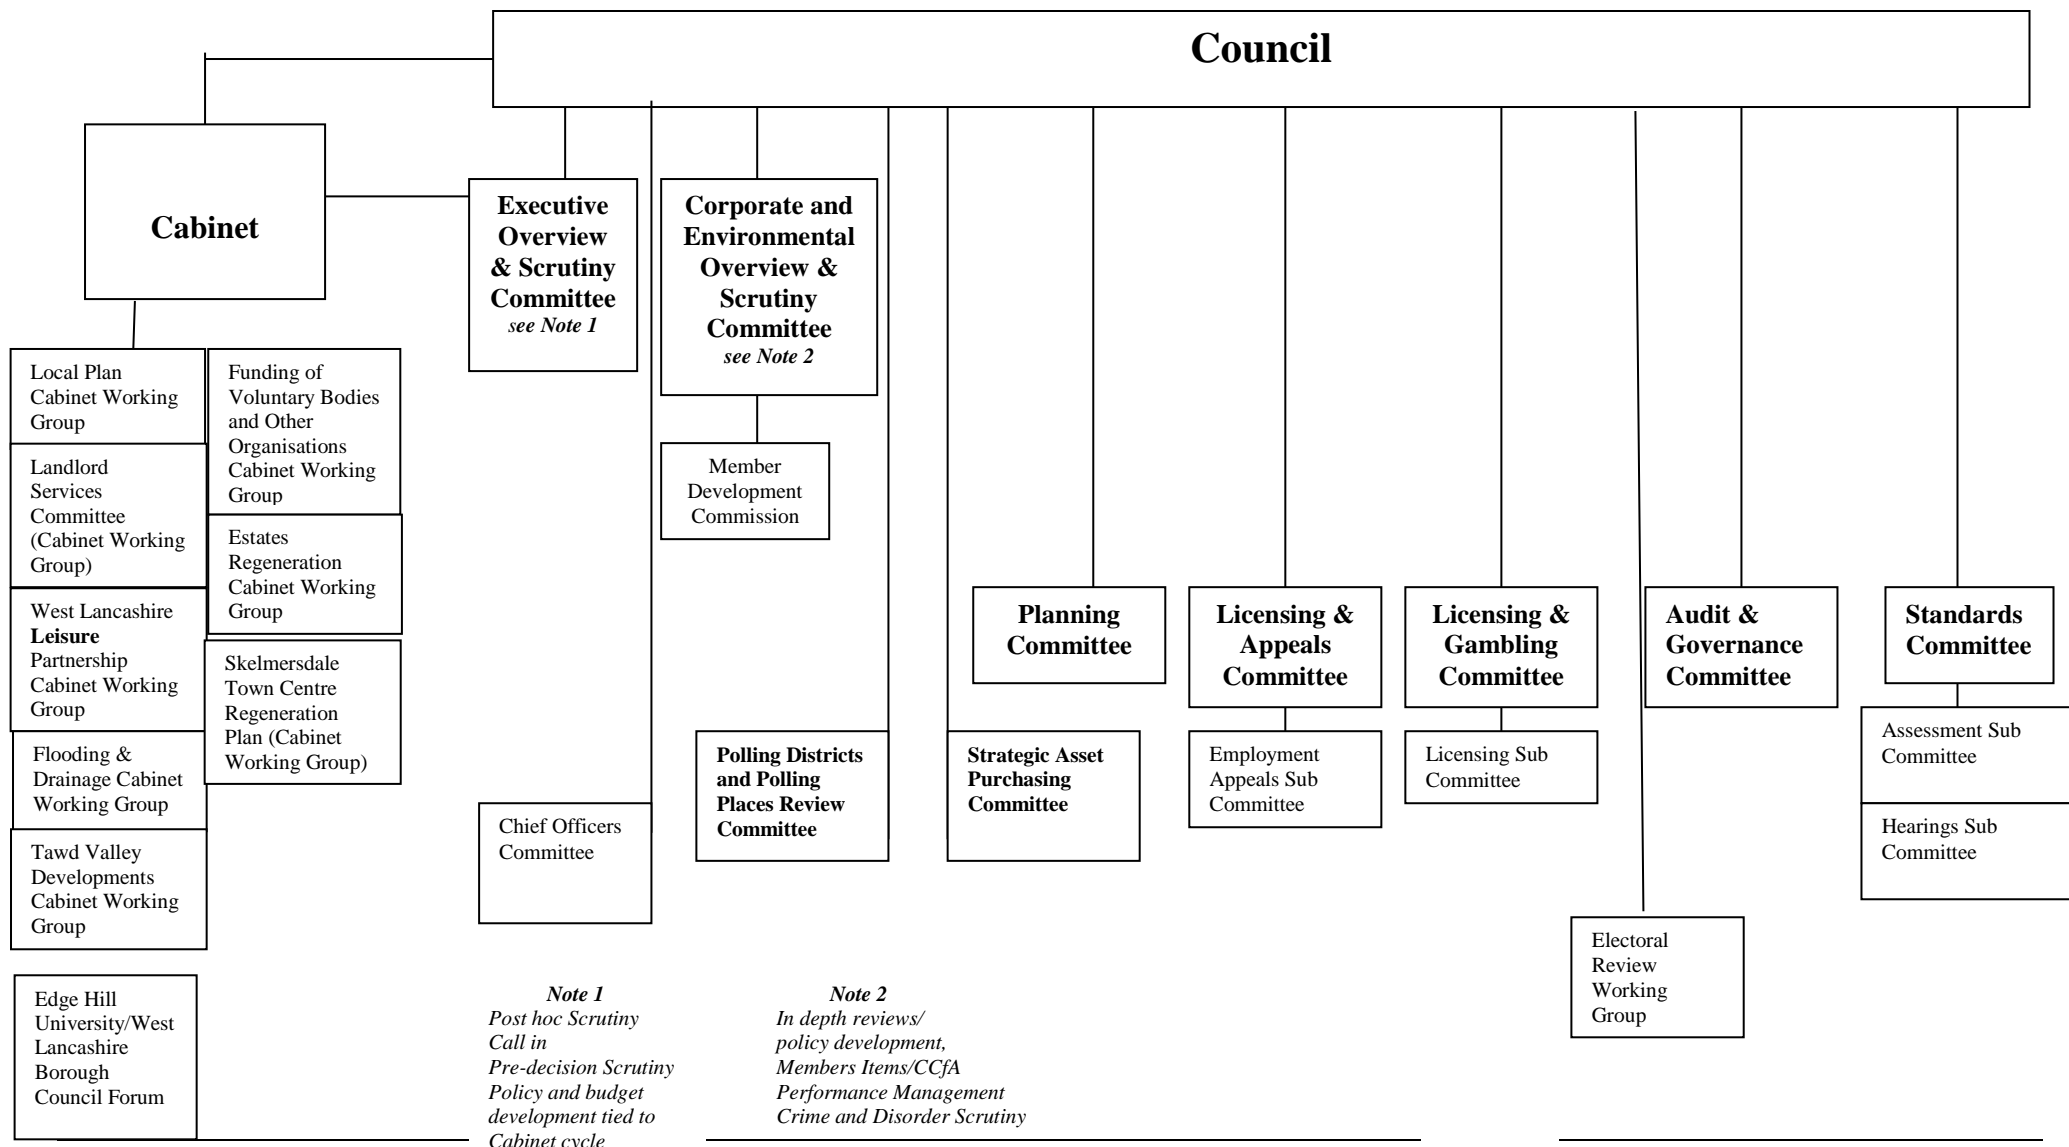 Council
Cabinet
Executive
Overview
& Scrutiny
Committee
see Note 1
Corporate and
Environmental
Overview &
Scrutiny
Committee
see Note 2
Local Plan
Cabinet Working
Group
Funding of
Voluntary Bodies
and Other
Organisations
Cabinet Working
Group
Landlord
Services
Committee
(Cabinet Working
Group)
Member
Development
Commission
Estates
Regeneration
Cabinet Working
Group
West Lancashire
Leisure
Partnership
Cabinet Working
Group
Skelmersdale
Town Centre
Regeneration
Plan (Cabinet
Working Group)
Planning
Committee
Licensing &
Appeals
Committee
Licensing &
Gambling
Committee
Audit &
Governance
Committee
Standards
Committee
Flooding &
Drainage Cabinet
Working Group
Polling Districts
and Polling
Places Review
Committee
Strategic Asset
Purchasing
Committee
Employment
Appeals Sub
Committee
Licensing Sub
Committee
Assessment Sub
Committee
Tawd Valley
Developments
Cabinet Working
Group
Chief Officers
Committee
Hearings Sub
Committee
Electoral
Review
Working
Group
Edge Hill
University/West
Lancashire
Borough
Council Forum
Note 1
Post hoc Scrutiny
Call in
Pre-decision Scrutiny
Policy and budget
development tied to
Cabinet cycle
Note 2
In depth reviews/
policy development,
Members Items/CCfA
Performance Management
Crime and Disorder Scrutiny